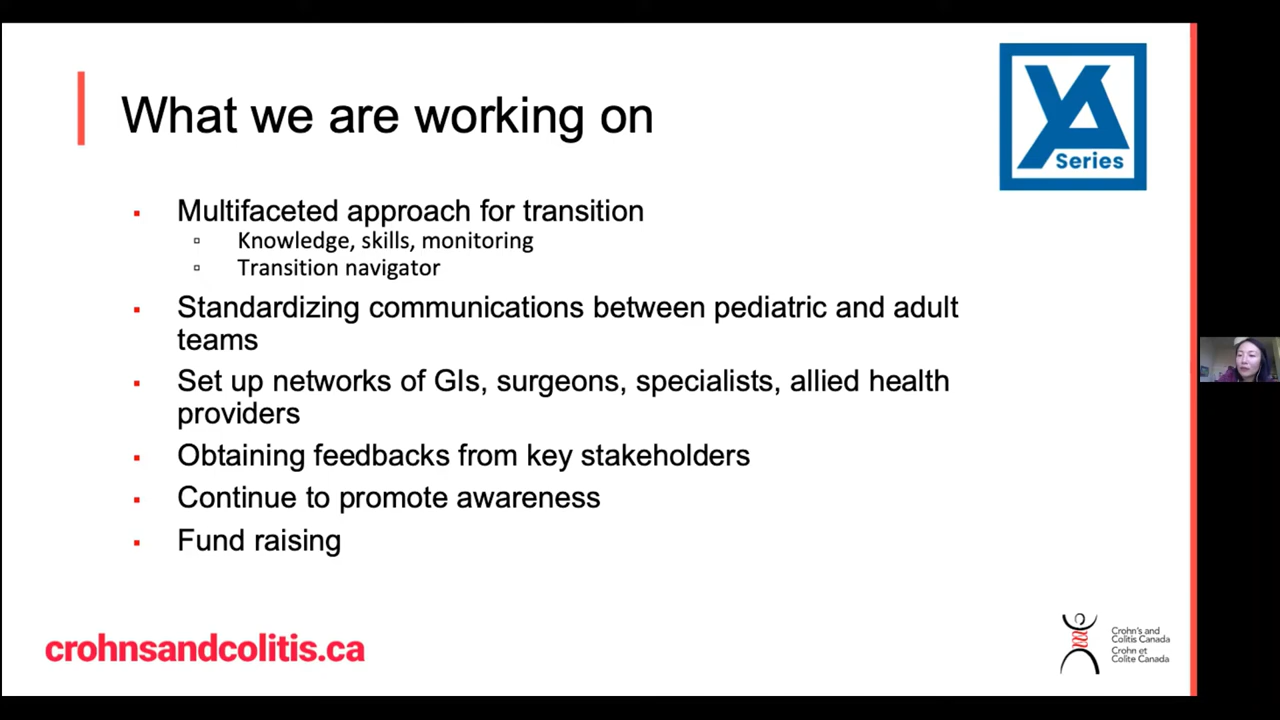 What we are working on
YA
Series
▪ Multifaceted approach for transition
▫ Knowledge, skills, monitoring
▫ Transition navigator
▪ Standardizing communications between pediatric and adult
teams
▪ Set up networks of GIs, surgeons, specialists, allied health
providers
▪ Obtaining feedbacks from key stakeholders
▪ Continue to promote awareness
▪ Fund raising
crohnsandcolitis.ca
Crohn's and
Colitis Canada
Crohn et
Colite Canada